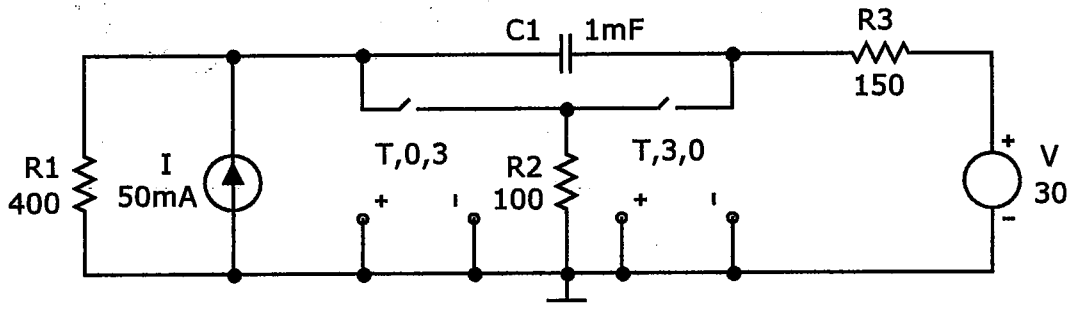 C1 1mF
R3
150
T,0,3
T,3,0
R1
400
I
50mA
R2
100
+
-
+
-
+
V
30
-